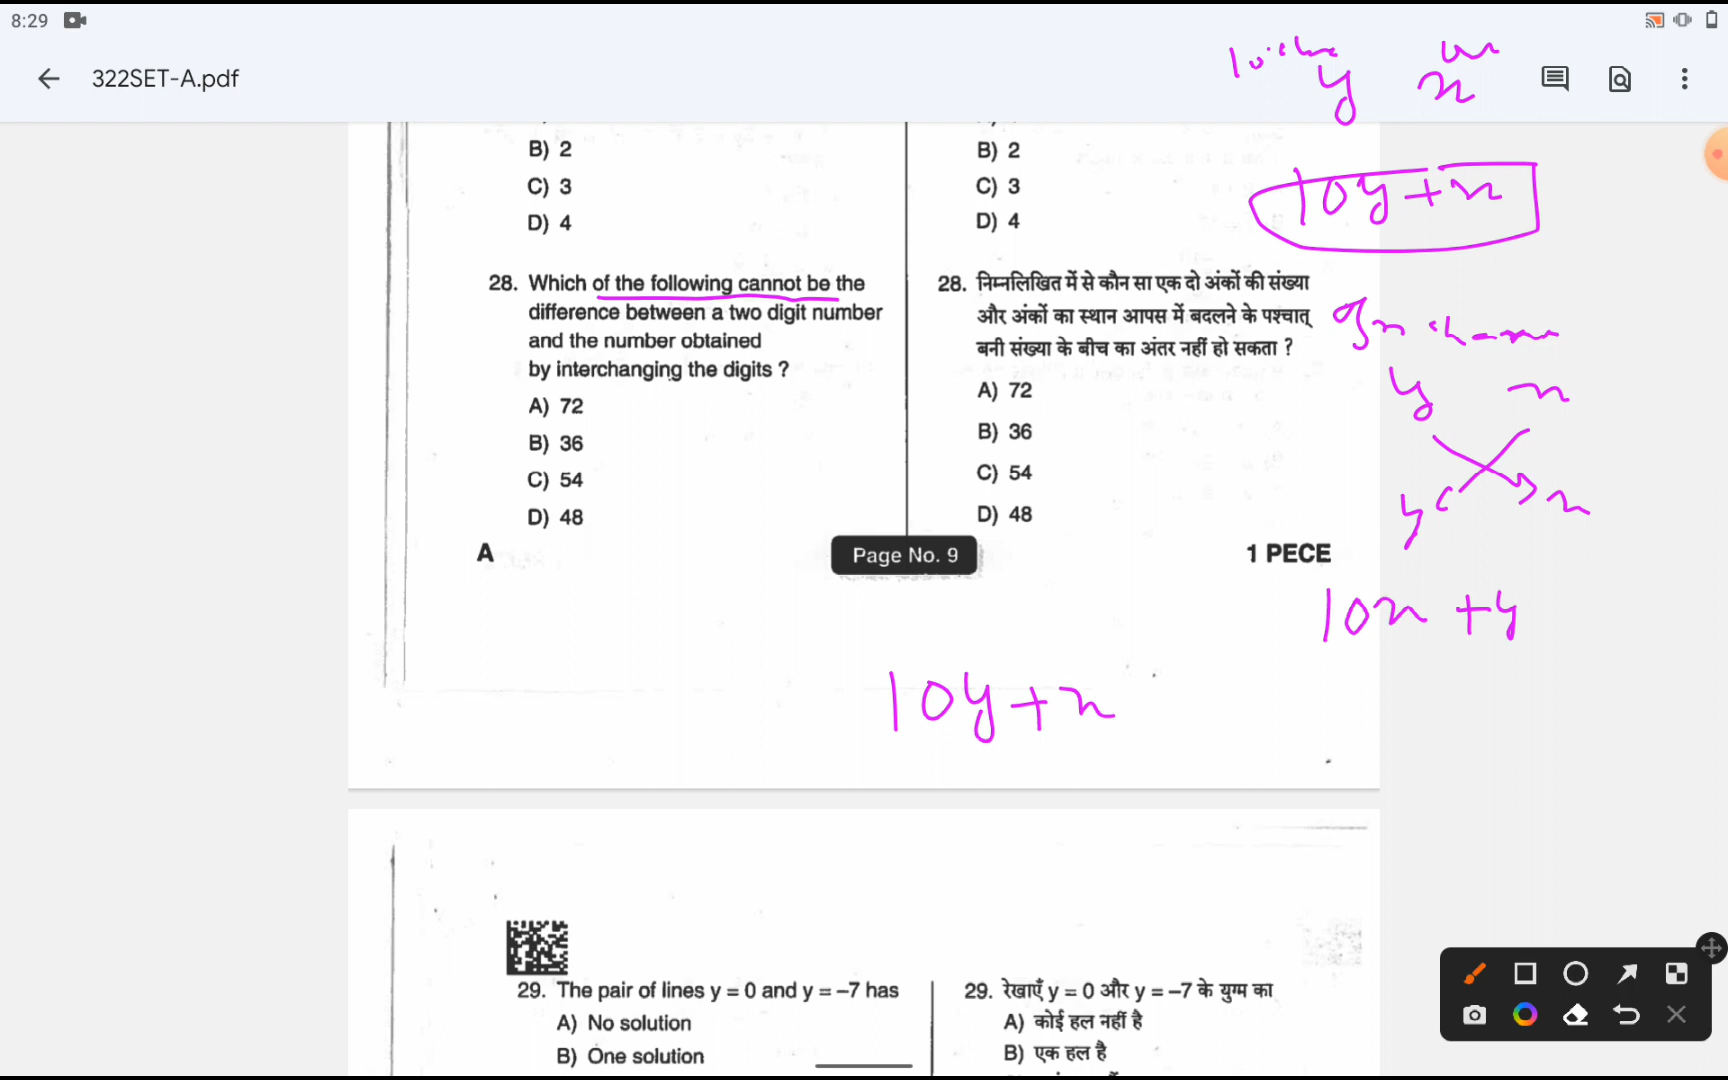 8:29
322SET-A.pdf
y x
10y+x
B) 2
C) 3
D) 4
28. Which of the following cannot be the
difference between a two digit number
and the number obtained
by interchanging the digits ?
A) 72
B) 36
C) 54
D) 48
A
B) 2
C) 3
D) 4
28. निम्नलिखित में से कौन सा एक दो अंकों की संख्या
और अंकों का स्थान आपस में बदलने के पश्चात्
बनी संख्या के बीच का अंतर नहीं हो सकता ?
A) 72
B) 36
C) 54
D) 48
Page No. 9
1 PECE
y x
y x
10x +y
10y+x
29. The pair of lines y = 0 and y = –7 has
A) No solution
B) One solution
29. रेखाएँ y = 0 और y = –7 के युग्म का
A) कोई हल नहीं है
B) एक हल है